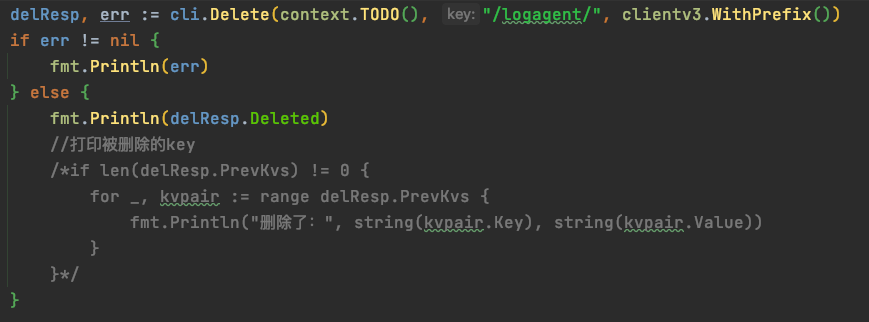 delResp, err := cli.Delete(context.TODO(), key: "/logagent/", clientv3.WithPrefix())
if err != nil {
    fmt.Println(err)
} else {
    fmt.Println(delResp.Deleted)
    //打印被删除的key
    /*if len(delResp.PrevKvs) != 0 {
        for _, kvpair := range delResp.PrevKvs {
            fmt.Println("删除了：", string(kvpair.Key), string(kvpair.Value))
        }
    }*/
}